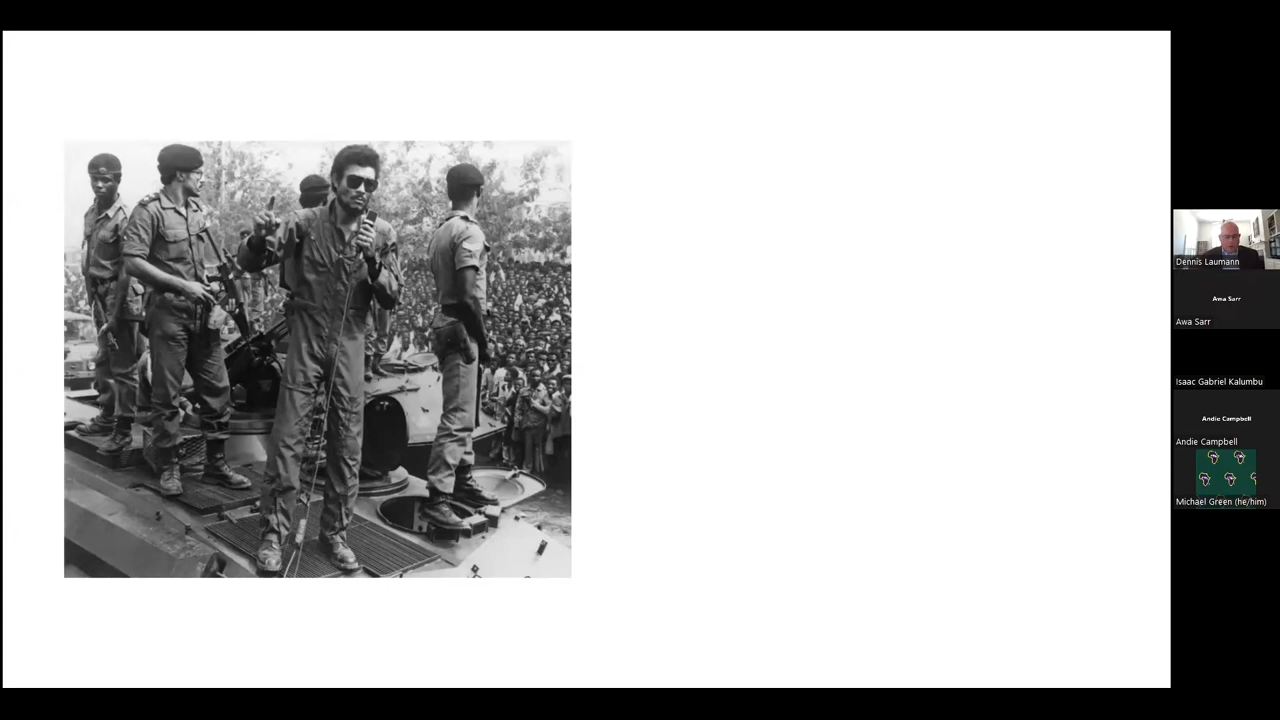 Dennis Laumann
Awa Sarr
Awa Sarr
Isaac Gabriel Kalumbu
Andie Campbell
Andie Campbell
Michael Green (he/him)